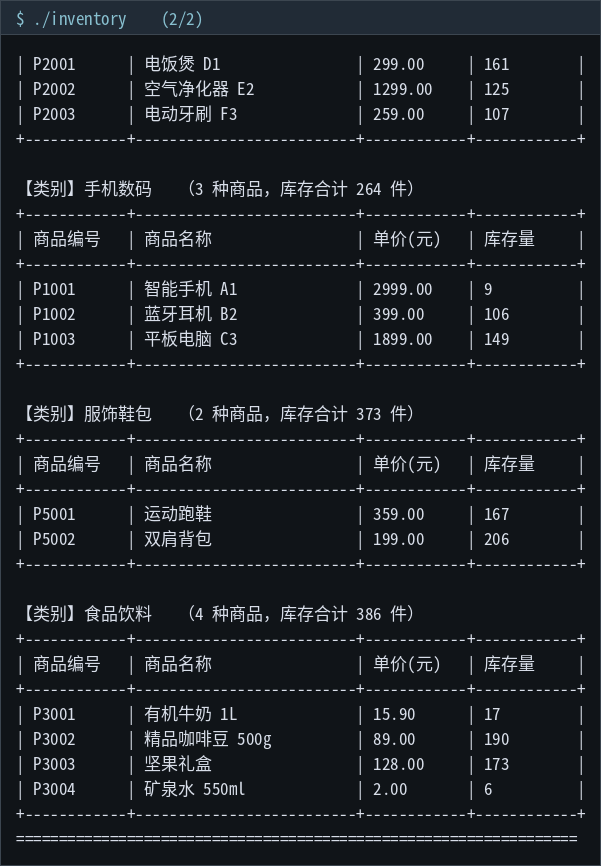 $ ./inventory    (2/2)
| P2001      | 电饭煲 D1                | 299.00     | 161        |
| P2002      | 空气净化器 E2            | 1299.00    | 125        |
| P2003      | 电动牙刷 F3              | 259.00     | 107        |
+------------+--------------------------+------------+------------+
【类别】手机数码   （3 种商品，库存合计 264 件）
+------------+--------------------------+------------+------------+
| 商品编号   | 商品名称                 | 单价(元)   | 库存量     |
+------------+--------------------------+------------+------------+
| P1001      | 智能手机 A1              | 2999.00    | 9          |
| P1002      | 蓝牙耳机 B2              | 399.00     | 106        |
| P1003      | 平板电脑 C3              | 1899.00    | 149        |
+------------+--------------------------+------------+------------+
【类别】服饰鞋包   （2 种商品，库存合计 373 件）
+------------+--------------------------+------------+------------+
| 商品编号   | 商品名称                 | 单价(元)   | 库存量     |
+------------+--------------------------+------------+------------+
| P5001      | 运动跑鞋                 | 359.00     | 167        |
| P5002      | 双肩背包                 | 199.00     | 206        |
+------------+--------------------------+------------+------------+
【类别】食品饮料   （4 种商品，库存合计 386 件）
+------------+--------------------------+------------+------------+
| 商品编号   | 商品名称                 | 单价(元)   | 库存量     |
+------------+--------------------------+------------+------------+
| P3001      | 有机牛奶 1L              | 15.90      | 17         |
| P3002      | 精品咖啡豆 500g          | 89.00      | 190        |
| P3003      | 坚果礼盒                 | 128.00     | 173        |
| P3004      | 矿泉水 550ml             | 2.00       | 6          |
+------------+--------------------------+------------+------------+
==================================================================